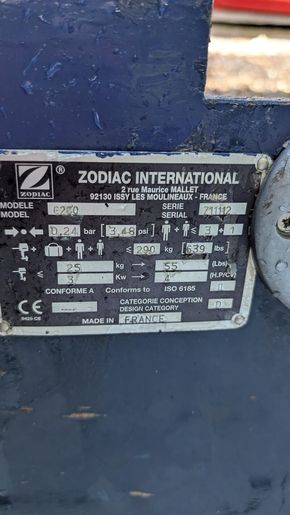 ZODIAC ®
ZODIAC INTERNATIONAL
2 rue Maurice MALLET
92130 ISSY LES MOULINEAUX - FRANCE
MODELE SERIE
MODEL SERIAL 711112
0,24 bar 3,48 psi ≤ 3 + 1
+ + ≤ 290 kg 639 lbs
25 kg 55 (Lbs)
3 Kw 4 (H.P/CV)
CONFORME A Conforms to ISO 6185 II
CE CATEGORIE CONCEPTION
DESIGN CATEGORY D
MADE IN FRANCE